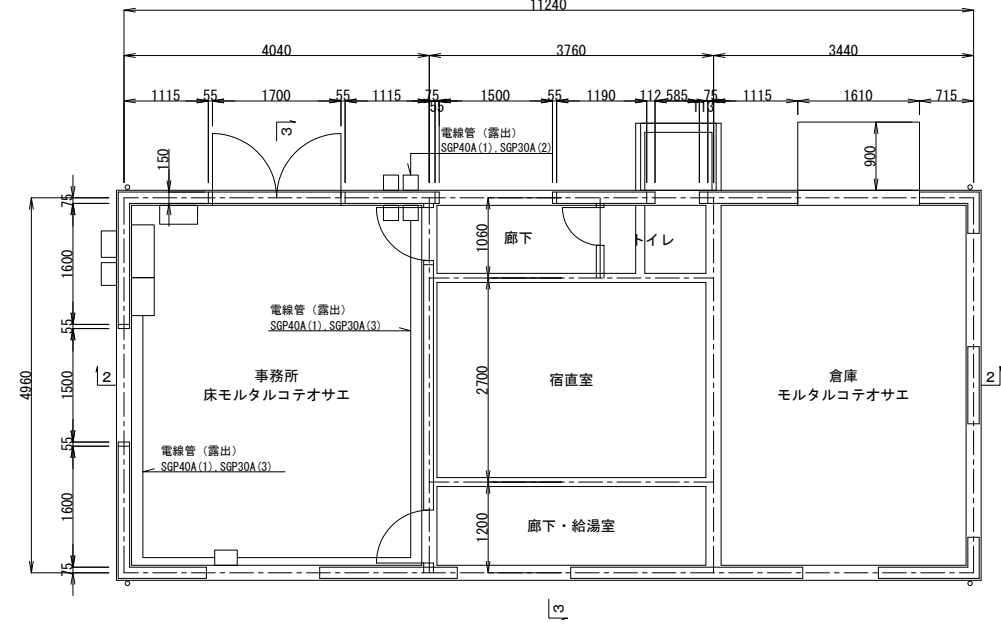 11240
4040
3760
3440
1115
55
1700
55
1115
75
55
1500
55
1190
112
585
75
113
1115
1610
715
3
電線管（露出）
SGP40A(1).SGP30A(2)
150
900
75
1600
55
1500
55
1600
75
4960
1060
廊下
トイレ
電線管（露出）
SGP40A(1).SGP30A(3)
2
2
事務所
床モルタルコテオサエ
2700
宿直室
倉庫
モルタルコテオサエ
電線管（露出）
SGP40A(1).SGP30A(3)
1200
廊下・給湯室
3